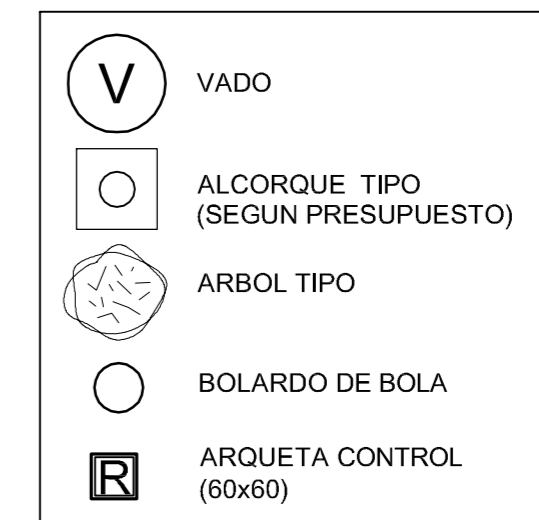 V VADO
ALCORQUE TIPO
(SEGUN PRESUPUESTO)
ARBOL TIPO
BOLARDO DE BOLA
R ARQUETA CONTROL
(60x60)